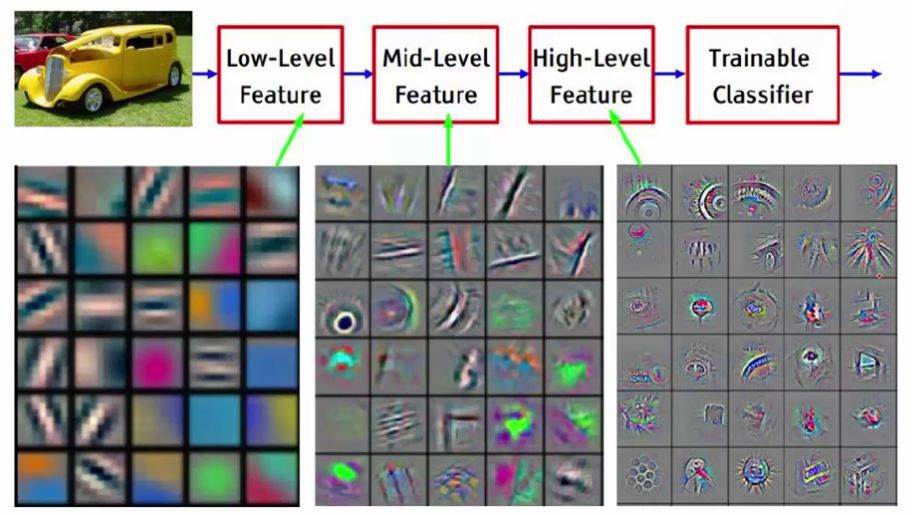 Low-Level
Feature
Mid-Level
Feature
High-Level
Feature
Trainable
Classifier